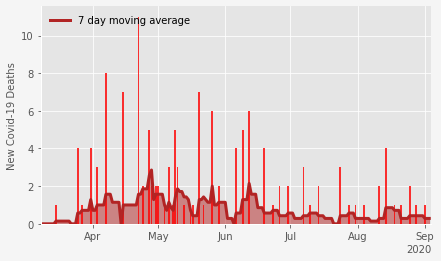 7 day moving average
New Covid-19 Deaths
10
8
6
4
2
0
Apr
May
Jun
Jul
Aug
Sep
2020